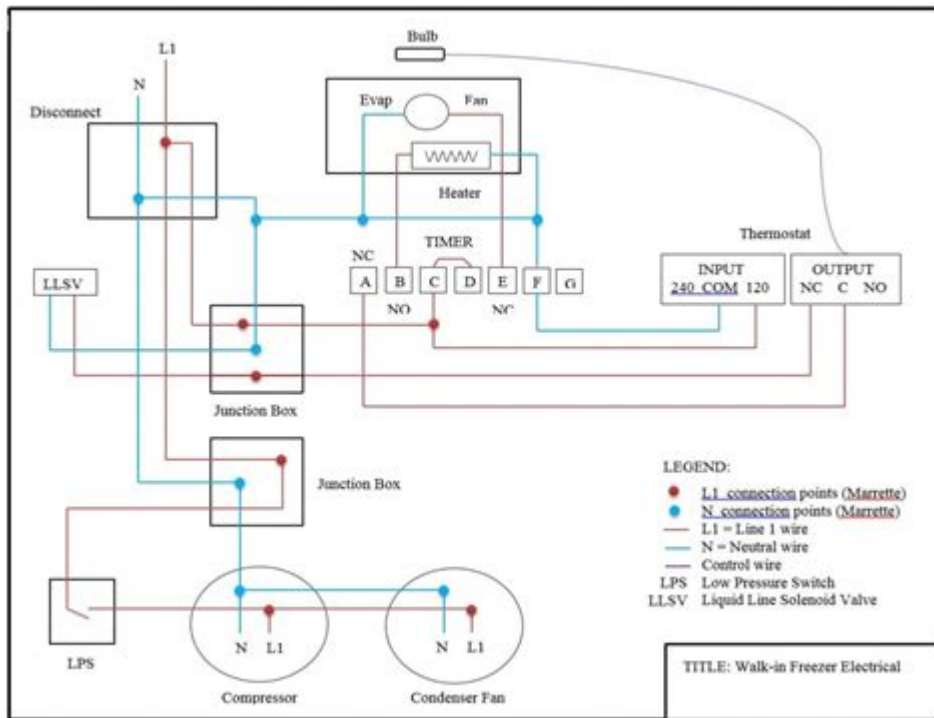 Bulb
L1
N
Disconnect
Evap Fan
Heater
TIMER
Thermostat
NC
A B C D E F G
NO NC
INPUT
240 COM 120
OUTPUT
NC C NO
LLSV
Junction Box
Junction Box
LEGEND:
L1 connection points (Marrette)
N connection points (Marrette)
L1 = Line 1 wire
N = Neutral wire
Control wire
LPS Low Pressure Switch
LLSV Liquid Line Solenoid Valve
N L1
N L1
LPS
Compressor
Condenser Fan
TITLE: Walk-in Freezer Electrical